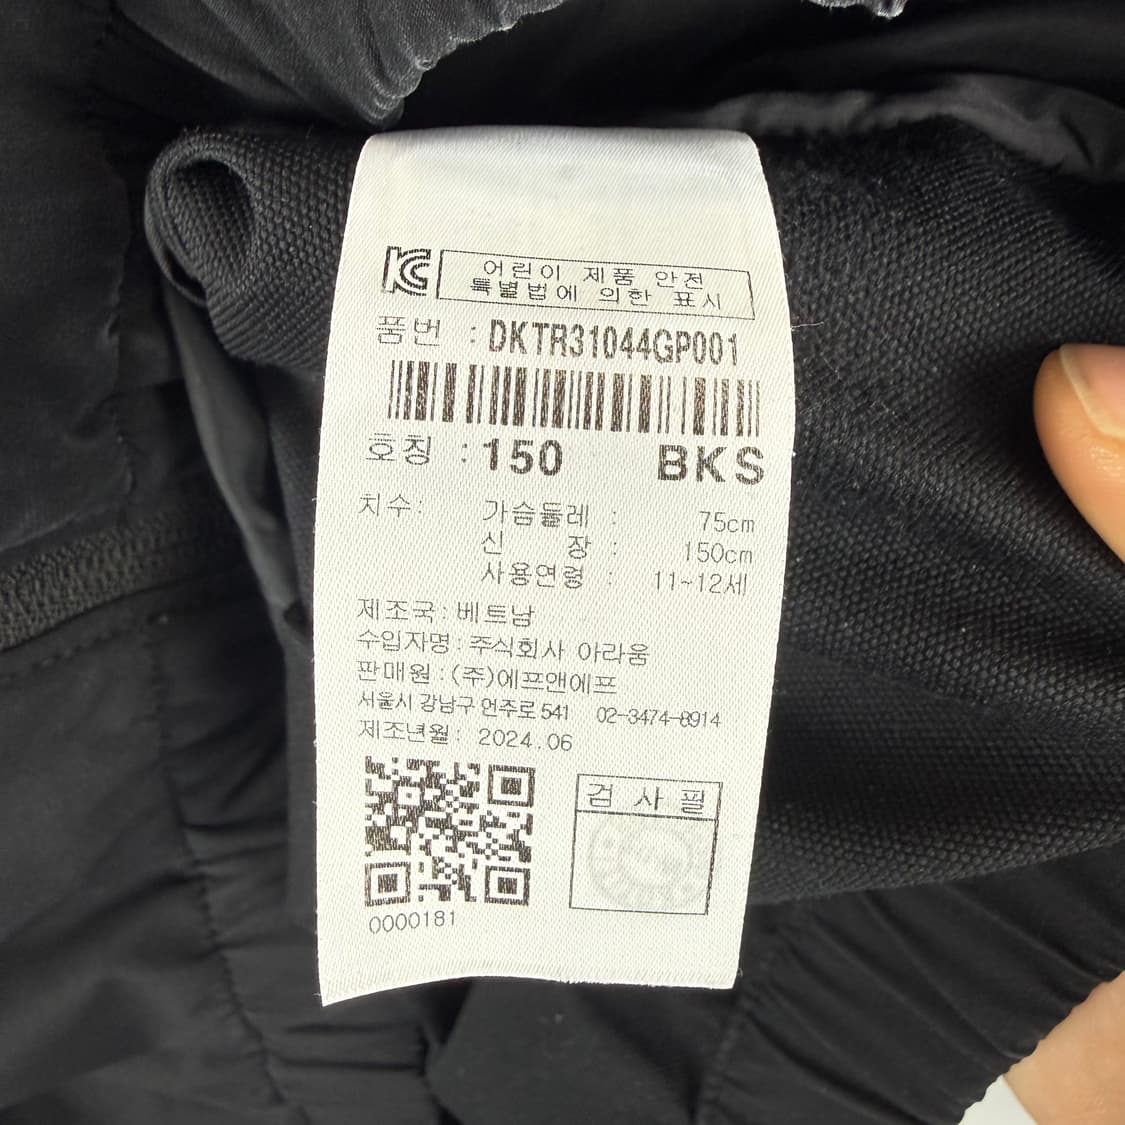 KC
어린이 제품 안전
특별법에 의한 표시
품번 : DKTR31044GP001
호칭 : 150 BKS
치수: 가슴둘레 : 75cm
신 장 : 150cm
사용연령 : 11~12세
제조국 : 베트남
수입자명 : 주식회사 아라움
판매원 : (주)에프앤에프
서울시 강남구 언주로 541 02-3474-8914
제조년월 : 2024.06
검 사 필
0000181